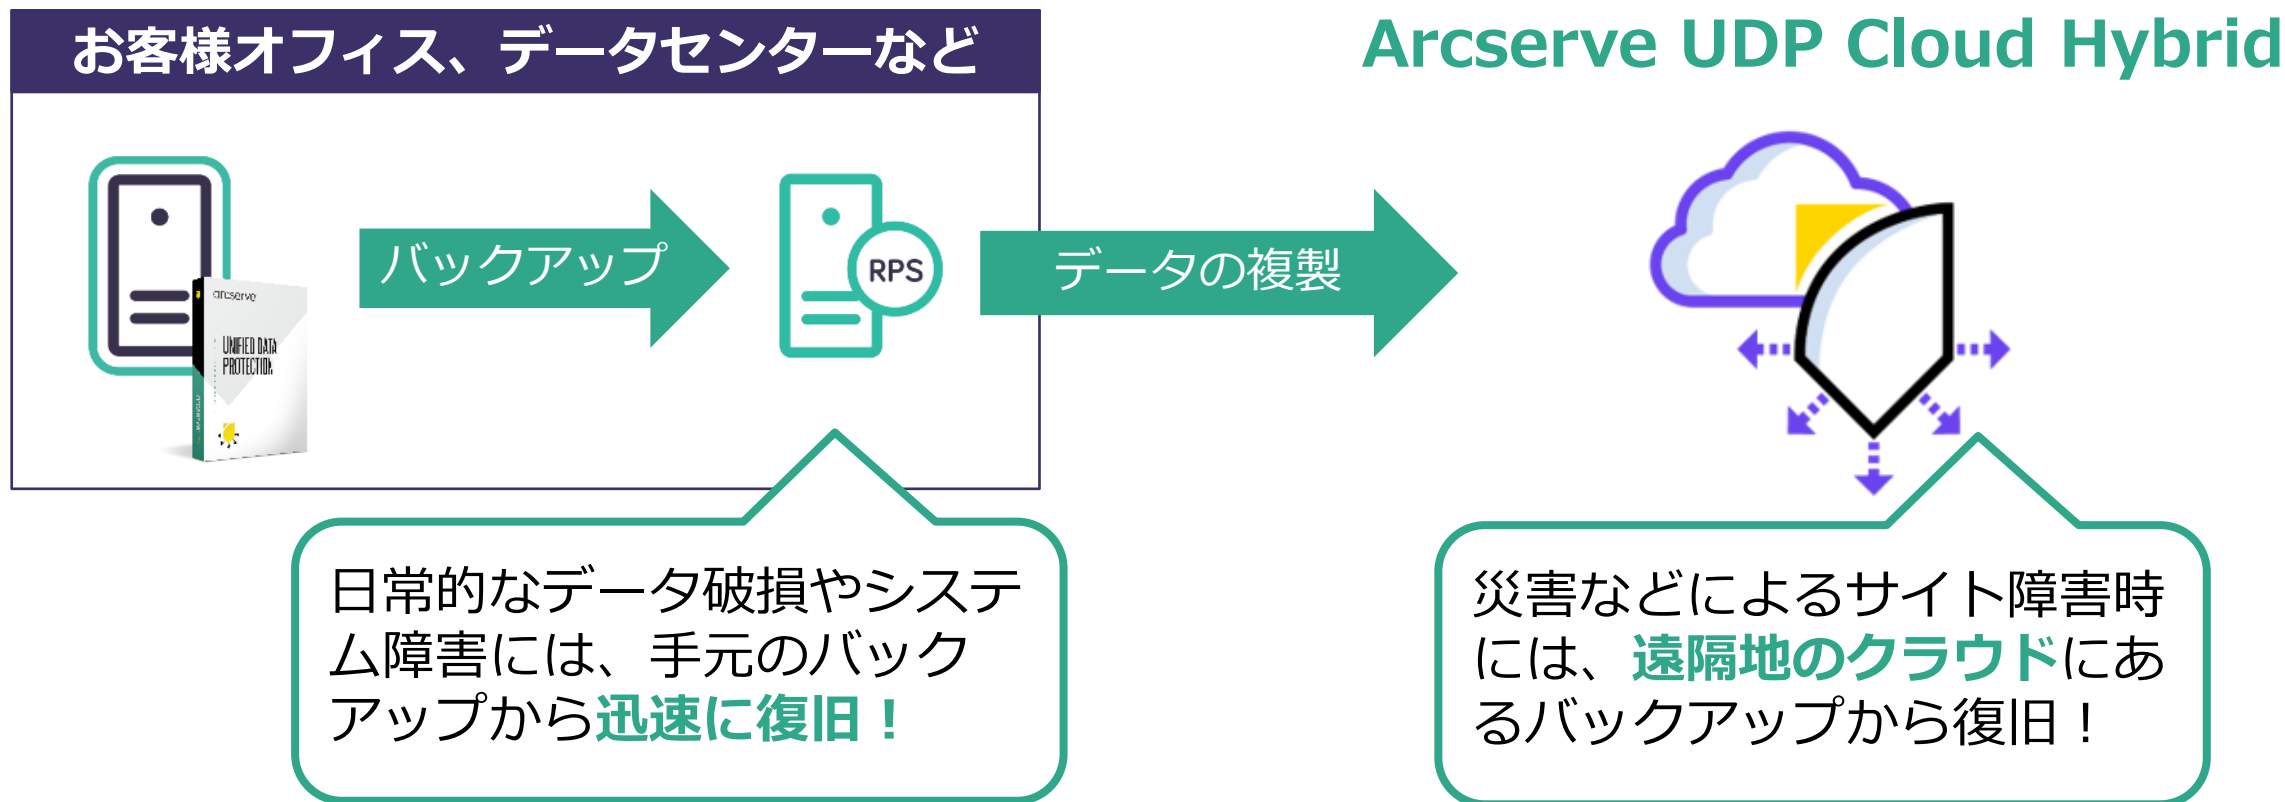 お客様オフィス、データセンターなど
Arcserve UDP Cloud Hybrid
バックアップ
RPS
データの複製
arcserve
UNIFIED DATA
PROTECTION
日常的なデータ破損やシステ
ム障害には、手元のバック
アップから迅速に復旧！
災害などによるサイト障害時
には、遠隔地のクラウドにあ
るバックアップから復旧！